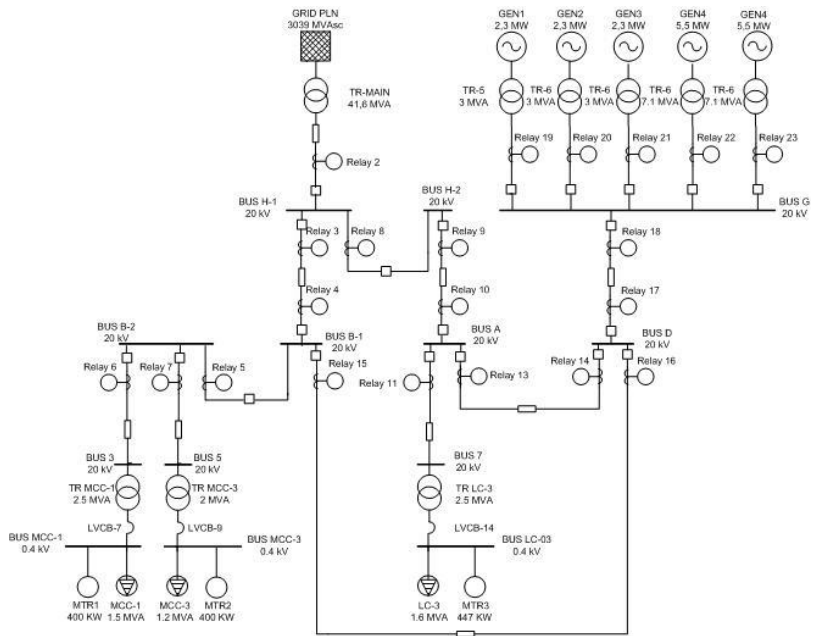 GRID PLN
3039 MVAsc
GEN1
2,3 MW
GEN2
2,3 MW
GEN3
2,3 MW
GEN4
5,5 MW
GEN4
5,5 MW
TR-MAIN
41,6 MVA
TR-5
3 MVA
TR-6
3 MVA
TR-6
3 MVA
TR-6
7.1 MVA
TR-6
7.1 MVA
Relay 2
Relay 19
Relay 20
Relay 21
Relay 22
Relay 23
BUS H-1
20 kV
BUS H-2
20 kV
BUS G
20 kV
Relay 3
Relay 8
Relay 9
Relay 18
Relay 4
Relay 10
Relay 17
BUS B-2
20 kV
BUS B-1
20 kV
BUS A
20 kV
BUS D
20 kV
Relay 6
Relay 7
Relay 5
Relay 15
Relay 11
Relay 13
Relay 14
Relay 16
BUS 3
20 kV
BUS 5
20 kV
BUS 7
20 kV
TR MCC-1
2.5 MVA
TR MCC-3
2 MVA
TR LC-3
2.5 MVA
LVCB-7
LVCB-9
LVCB-14
BUS MCC-1
0.4 kV
BUS MCC-3
0.4 kV
BUS LC-03
0.4 kV
MTR1
400 KW
MCC-1
1.5 MVA
MCC-3
1.2 MVA
MTR2
400 KW
LC-3
1.6 MVA
MTR3
447 KW